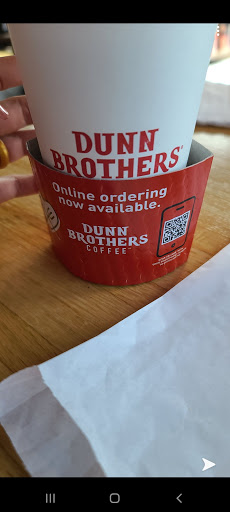 DUNN
BROTHERS
Online ordering
now available.
DUNN
BROTHERS
COFFEE